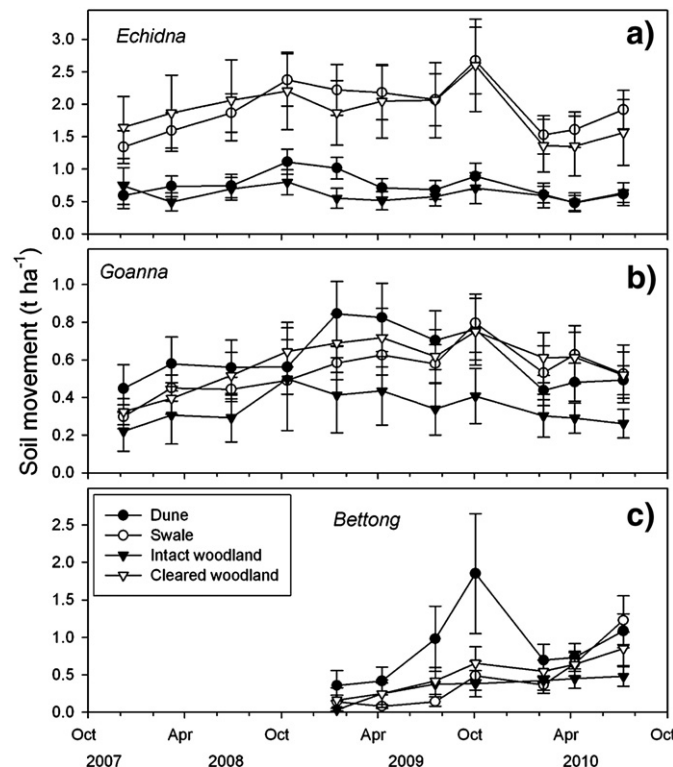 Echidna
a)
3.0
2.5
2.0
1.5
1.0
0.5
0.0
Goanna
b)
1.0
0.8
0.6
0.4
0.2
0.0
Soil movement (t ha⁻¹)
Bettong
c)
Dune
Swale
Intact woodland
Cleared woodland
2.5
2.0
1.5
1.0
0.5
0.0
Oct Apr Oct Apr Oct Apr Oct
2007 2008 2009 2010